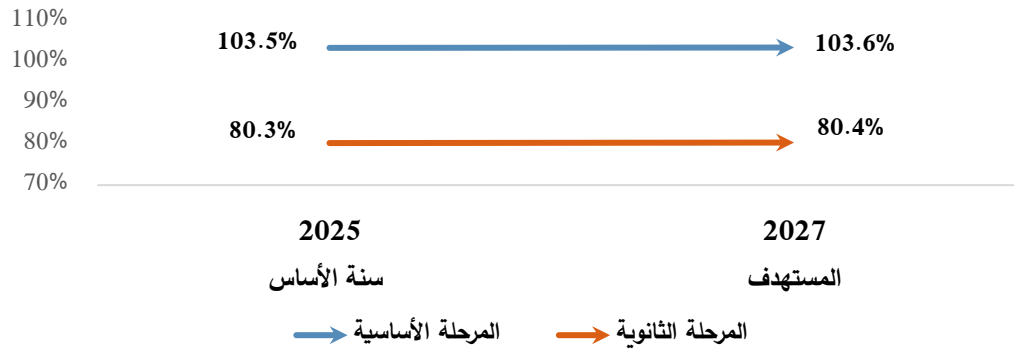 110%
100%
90%
80%
70%
103.5%
103.6%
80.3%
80.4%
2025
2027
سنة الأساس
المستهدف
المرحلة الأساسية
المرحلة الثانوية